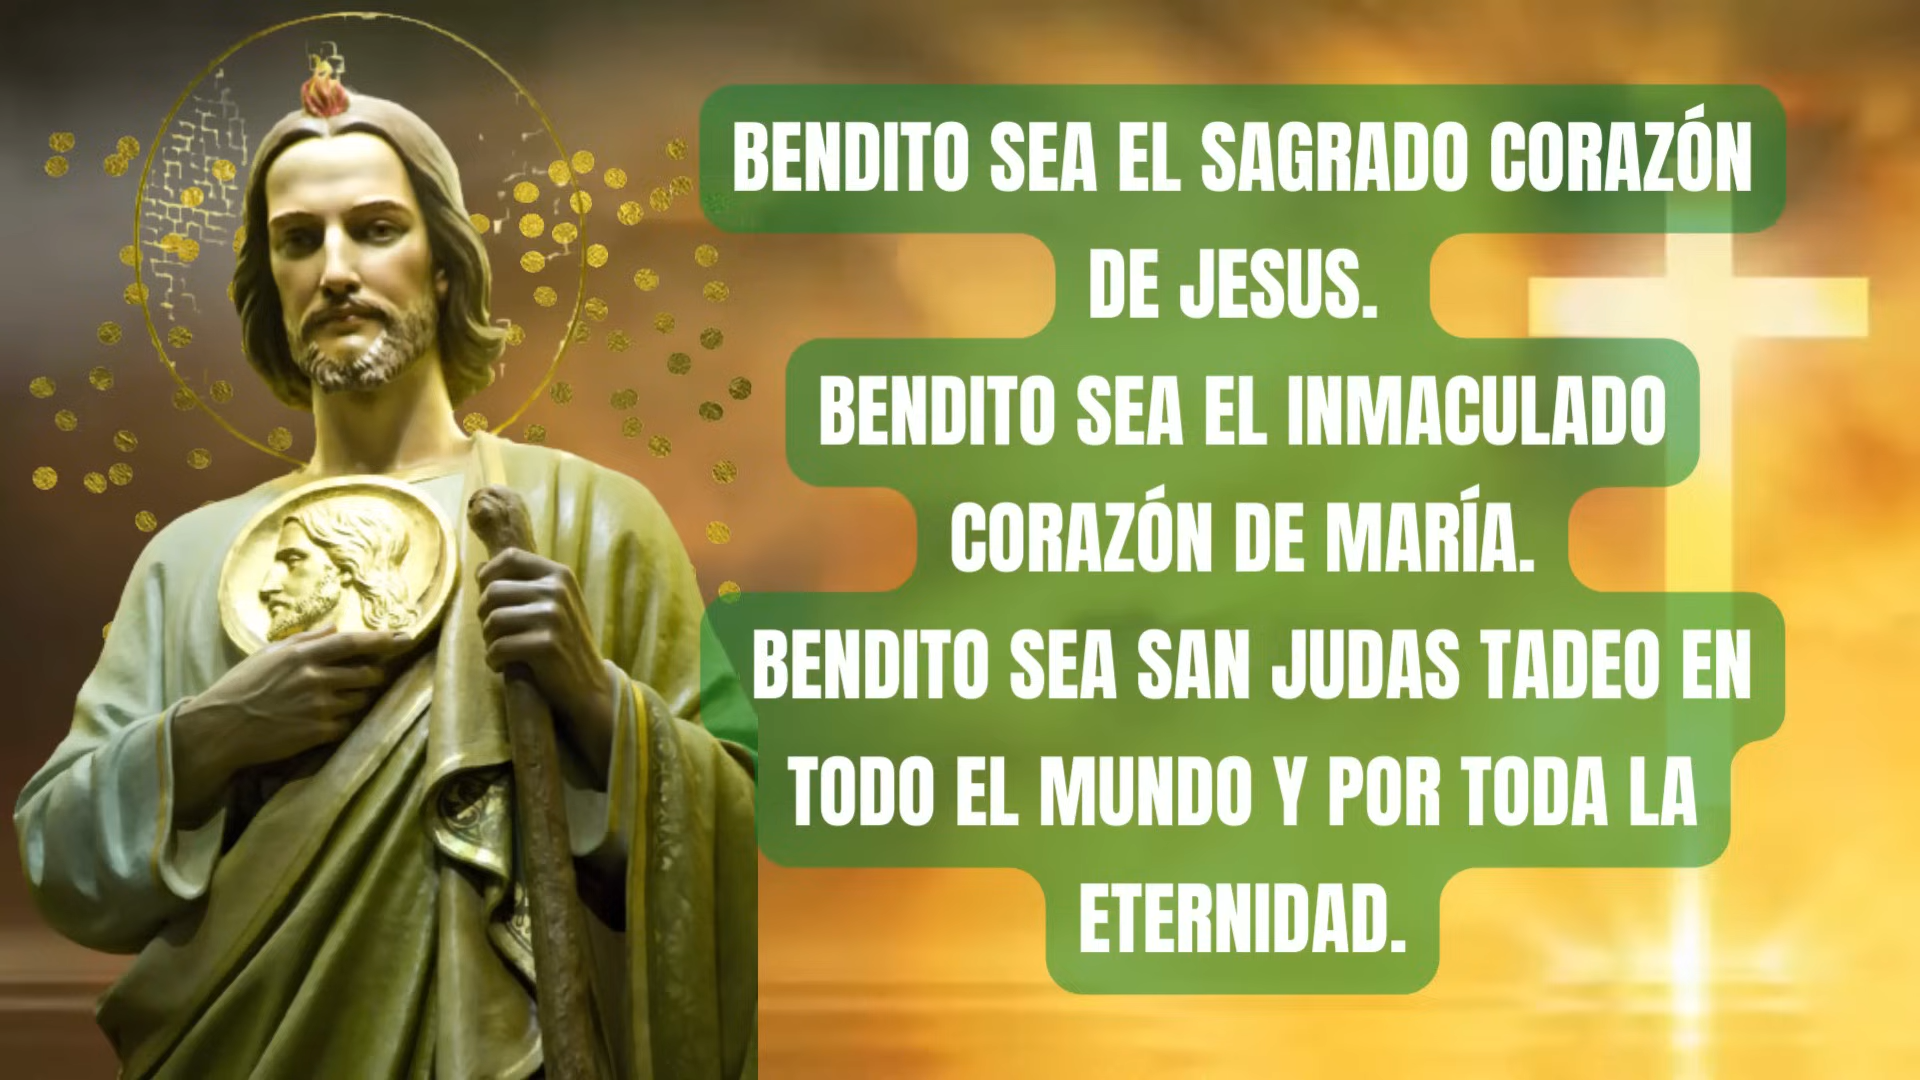 BENDITO SEA EL SAGRADO CORAZÓN
DE JESUS.
BENDITO SEA EL INMACULADO
CORAZÓN DE MARÍA.
BENDITO SEA SAN JUDAS TADEO EN
TODO EL MUNDO Y POR TODA LA
ETERNIDAD.